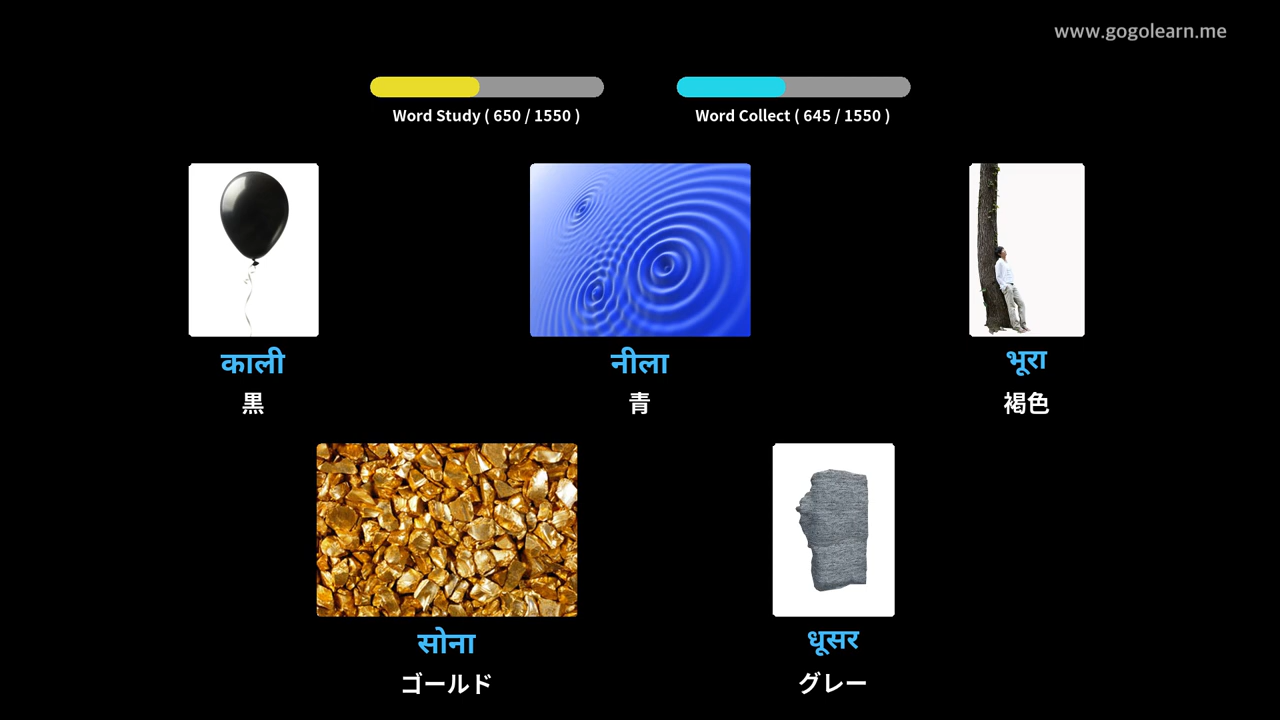 www.gogolearn.me
Word Study ( 650 / 1550 )
Word Collect ( 645 / 1550 )
काली
नीला
भूरा
黒
青
褐色
सोना
धूसर
ゴールド
グレー